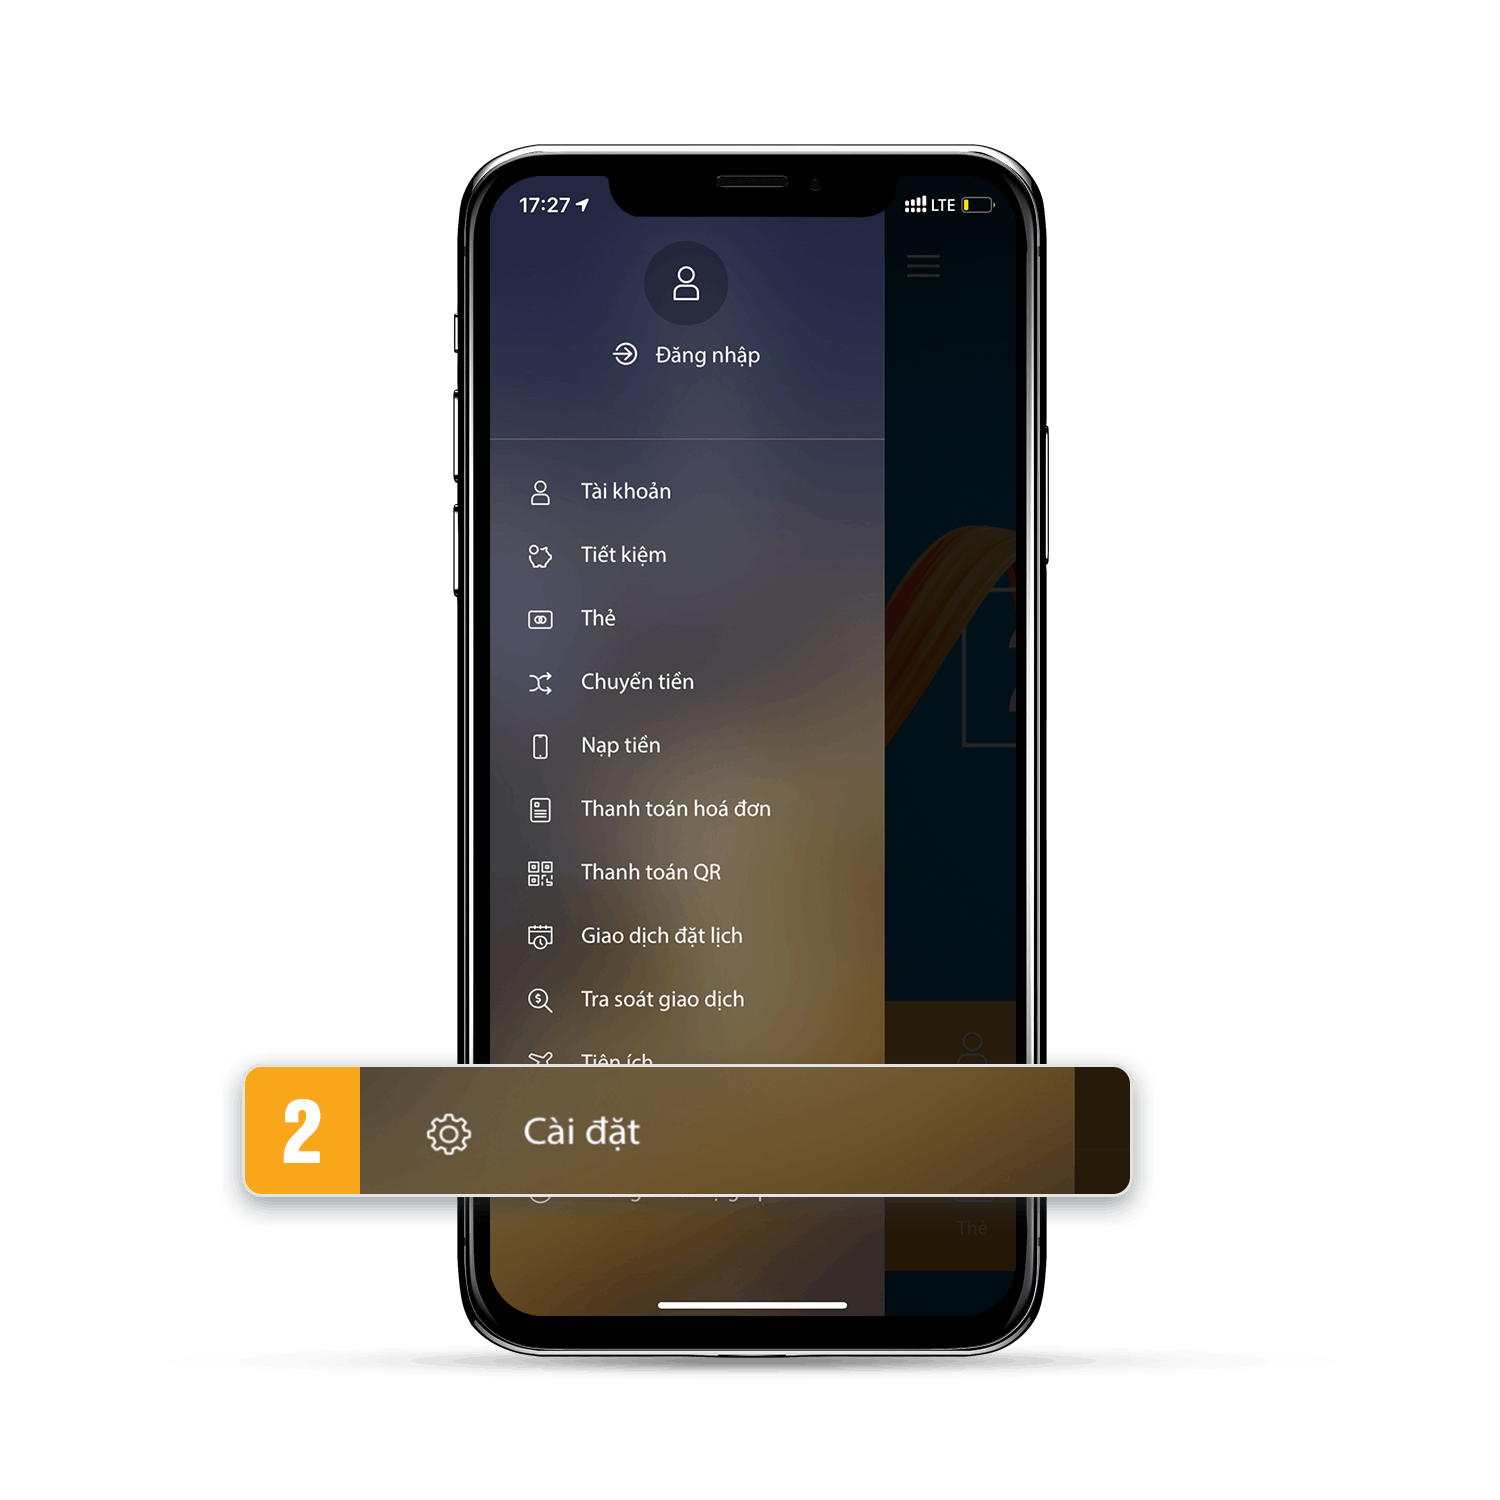 17:27
LTE
Đăng nhập
Tài khoản
Tiết kiệm
Thẻ
Chuyển tiền
Nạp tiền
Thanh toán hoá đơn
Thanh toán QR
Giao dịch đặt lịch
Tra soát giao dịch
Tiện ích
2
Cài đặt
Thẻ